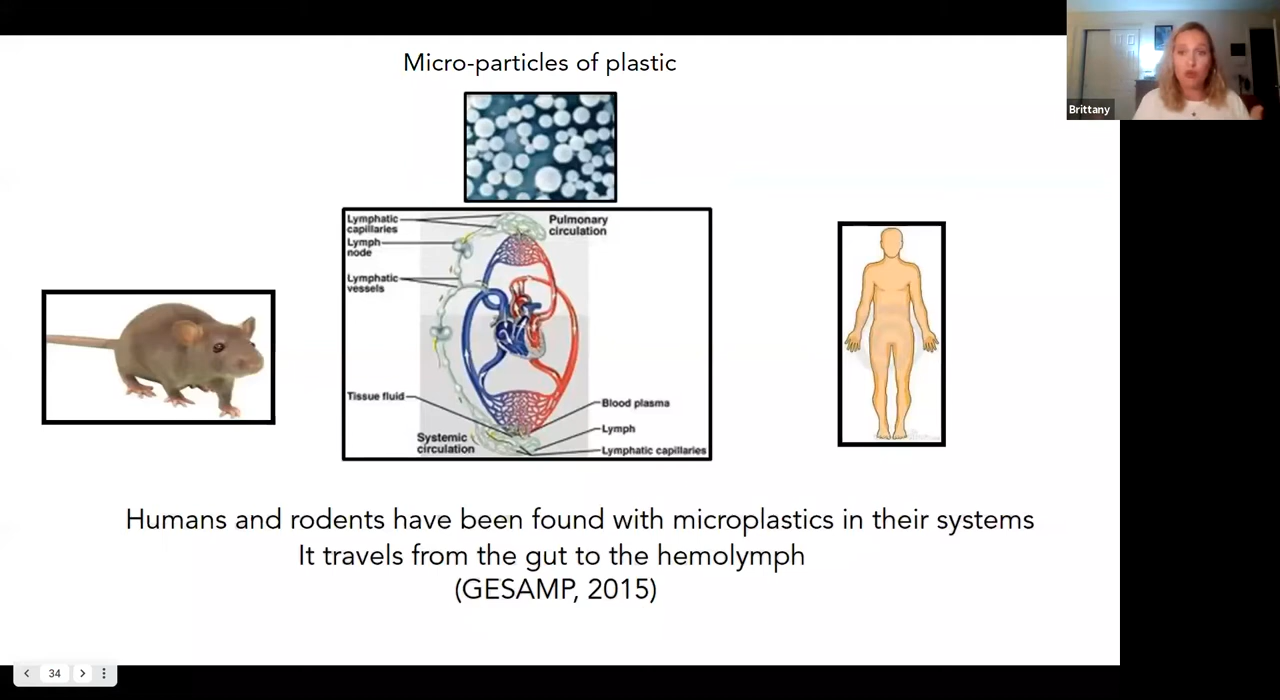 Micro-particles of plastic
Brittany
Lymphatic
capillaries
Pulmonary
circulation
Lymph
node
Lymphatic
vessels
Tissue fluid
Blood plasma
Lymph
Systemic
circulation
Lymphatic capillaries
Humans and rodents have been found with microplastics in their systems
It travels from the gut to the hemolymph
(GESAMP, 2015)
34